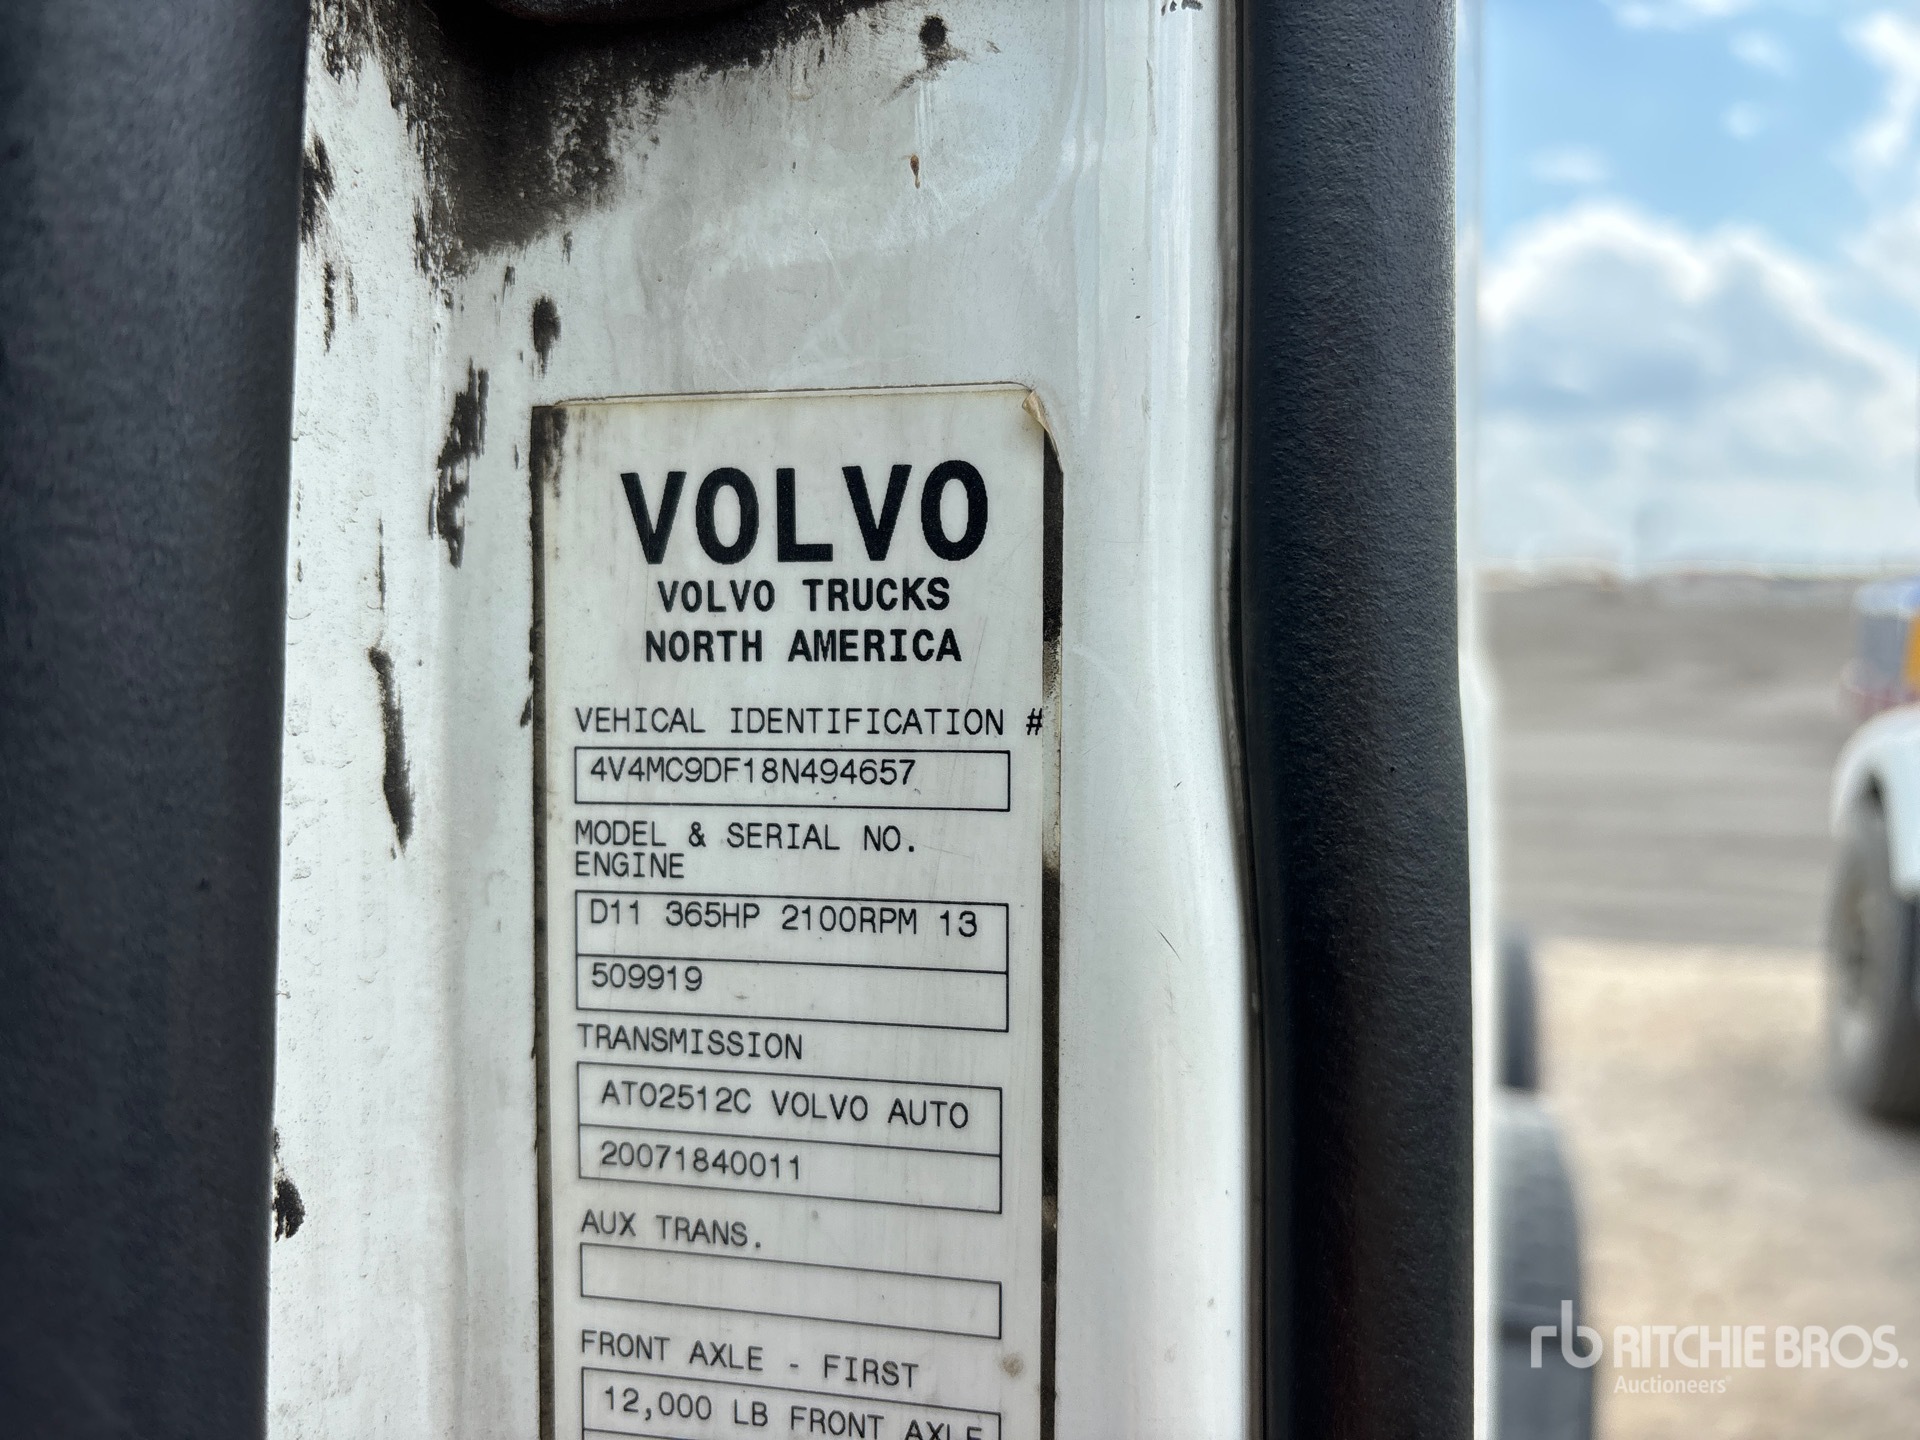 VOLVO
VOLVO TRUCKS
NORTH AMERICA
VEHICAL IDENTIFICATION #
4V4MC9DF18N494657
MODEL & SERIAL NO.
ENGINE
D11 365HP 2100RPM 13
509919
TRANSMISSION
ATO2512C VOLVO AUTO
20071840011
AUX TRANS.
FRONT AXLE - FIRST
12,000 LB FRONT AXLE
rb RITCHIE BROS.
Auctioneers